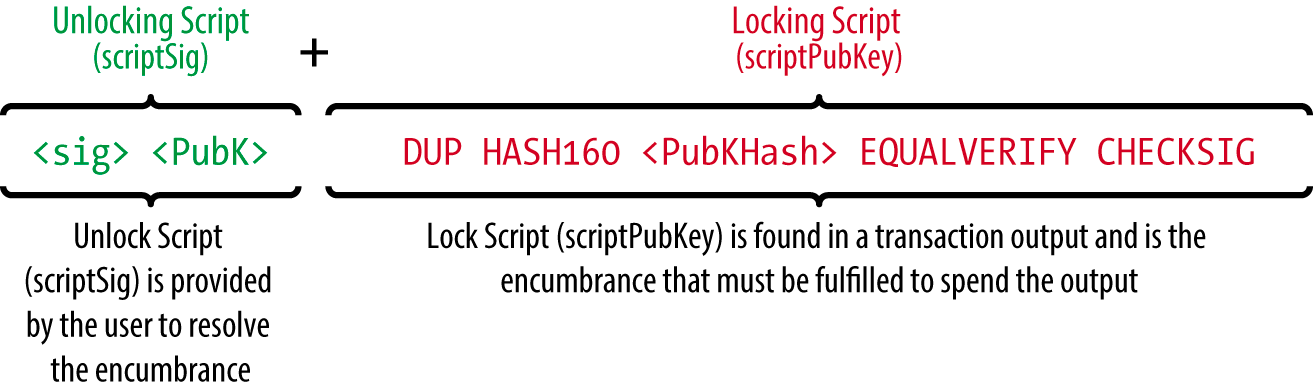 Unlocking Script
(scriptSig)
+
Locking Script
(scriptPubKey)
<sig> <PubK>
DUP HASH160 <PubKHash> EQUALVERIFY CHECKSIG
Unlock Script
(scriptSig) is provided
by the user to resolve
the encumbrance
Lock Script (scriptPubKey) is found in a transaction output and is the
encumbrance that must be fulfilled to spend the output